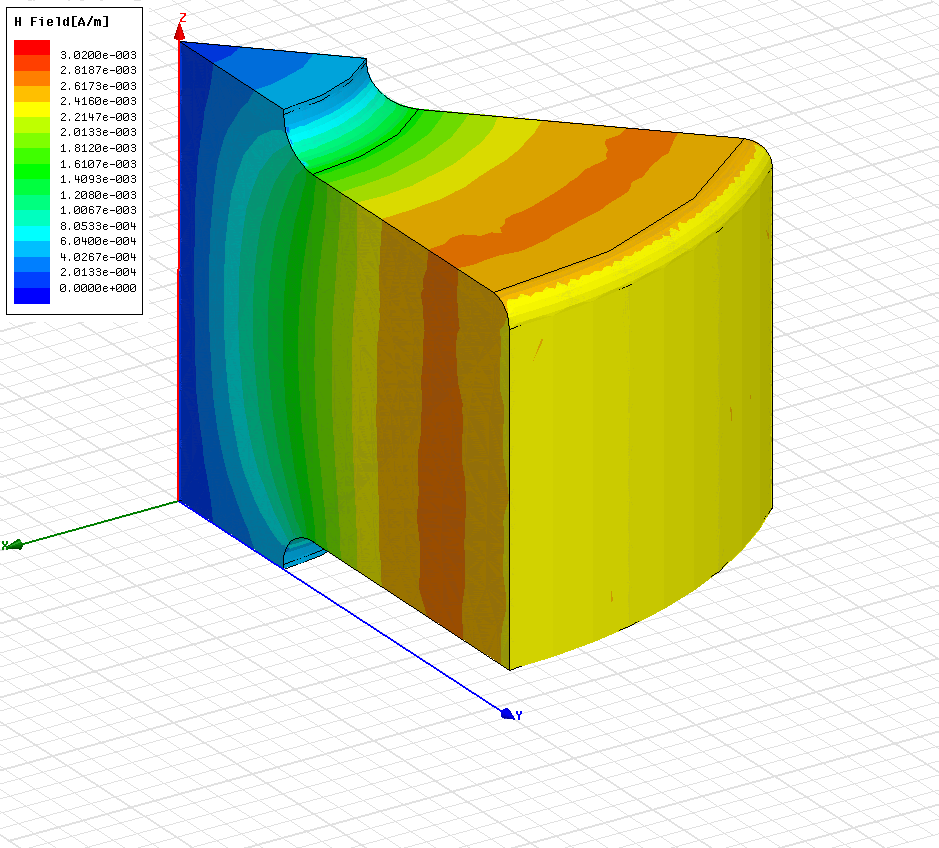 H Field[A/m]
3.0200e-003
2.8187e-003
2.6173e-003
2.4160e-003
2.2147e-003
2.0133e-003
1.8120e-003
1.6107e-003
1.4093e-003
1.2080e-003
1.0067e-003
8.0533e-004
6.0400e-004
4.0267e-004
2.0133e-004
0.0000e+000
Z
X
Y